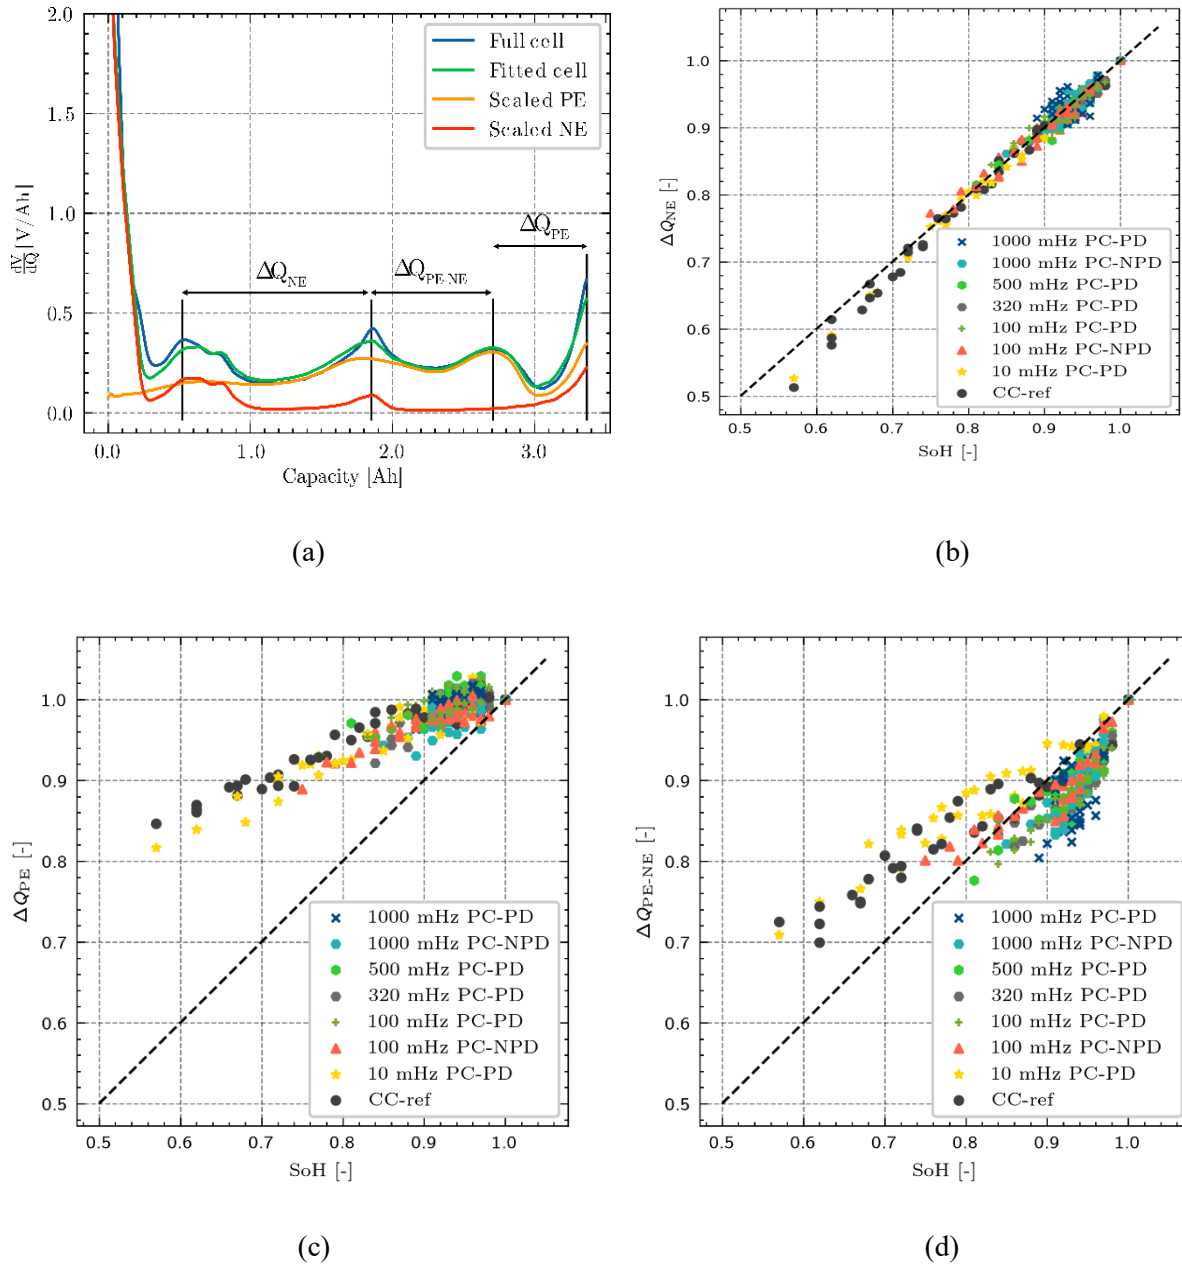 2.0
1.5
1.0
0.5
0.0
dV/dQ [V/Ah]
Full cell
Fitted cell
Scaled PE
Scaled NE
ΔQ_PE
ΔQ_NE
ΔQ_PE-NE
0.0 1.0 2.0 3.0
Capacity [Ah]
(a)
1.0
0.9
0.8
0.7
0.6
0.5
ΔQ_NE [-]
1000 mHz PC-PD
1000 mHz PC-NPD
500 mHz PC-PD
320 mHz PC-PD
100 mHz PC-PD
100 mHz PC-NPD
10 mHz PC-PD
CC-ref
0.5 0.6 0.7 0.8 0.9 1.0
SoH [-]
(b)
1.0
0.9
0.8
0.7
0.6
0.5
ΔQ_PE [-]
1000 mHz PC-PD
1000 mHz PC-NPD
500 mHz PC-PD
320 mHz PC-PD
100 mHz PC-PD
100 mHz PC-NPD
10 mHz PC-PD
CC-ref
0.5 0.6 0.7 0.8 0.9 1.0
SoH [-]
(c)
1.0
0.9
0.8
0.7
0.6
0.5
ΔQ_PE-NE [-]
1000 mHz PC-PD
1000 mHz PC-NPD
500 mHz PC-PD
320 mHz PC-PD
100 mHz PC-PD
100 mHz PC-NPD
10 mHz PC-PD
CC-ref
0.5 0.6 0.7 0.8 0.9 1.0
SoH [-]
(d)